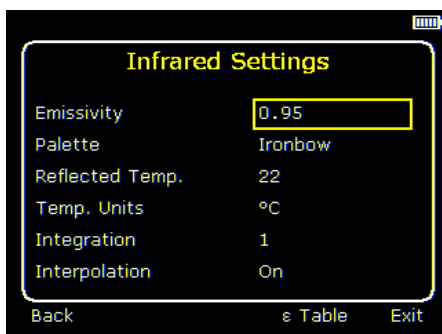 Infrared Settings
Emissivity 0.95
Palette Ironbow
Reflected Temp. 22
Temp. Units °C
Integration 1
Interpolation On
Back ε Table Exit